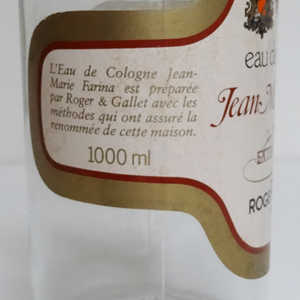 L'Eau de Cologne Jean-
Marie Farina est préparée
par Roger & Gallet avec les
méthodes qui ont assuré la
renommée de cette maison.
1000 ml
eau d
Jean
EXT
ROGE